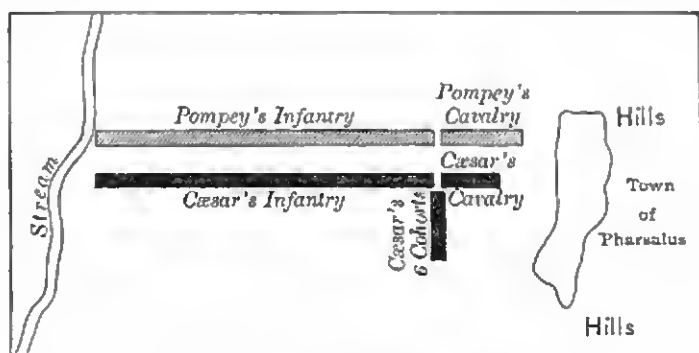 Pompey's Infantry
Pompey's
Cavalry
Hills
Stream
Cæsar's Infantry
Cæsar's
Cavalry
Cæsar's
6 Cohorts
Town
of
Pharsalus
Hills